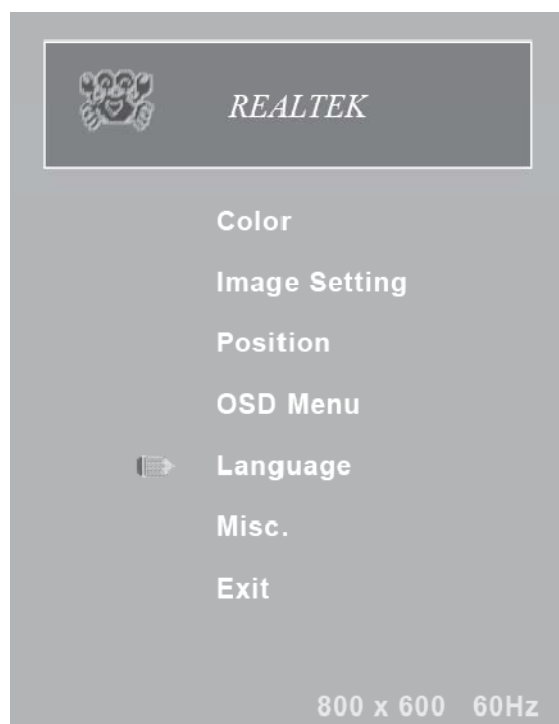 REALTEK
Color
Image Setting
Position
OSD Menu
Language
Misc.
Exit
800 x 600 60Hz